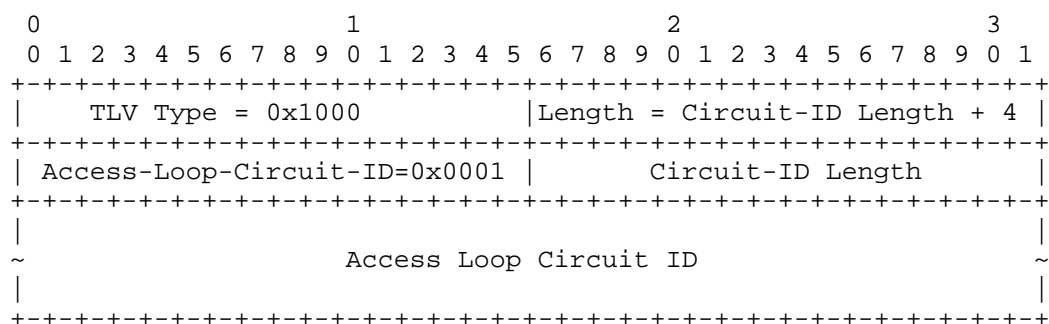 0                   1                   2                   3
 0 1 2 3 4 5 6 7 8 9 0 1 2 3 4 5 6 7 8 9 0 1 2 3 4 5 6 7 8 9 0 1
+-+-+-+-+-+-+-+-+-+-+-+-+-+-+-+-+-+-+-+-+-+-+-+-+-+-+-+-+-+-+-+-+
|    TLV Type = 0x1000          |Length = Circuit-ID Length + 4 |
+-+-+-+-+-+-+-+-+-+-+-+-+-+-+-+-+-+-+-+-+-+-+-+-+-+-+-+-+-+-+-+-+
| Access-Loop-Circuit-ID=0x0001 |       Circuit-ID Length       |
+-+-+-+-+-+-+-+-+-+-+-+-+-+-+-+-+-+-+-+-+-+-+-+-+-+-+-+-+-+-+-+-+
|                                                               |
~                    Access Loop Circuit ID                     ~
|                                                               |
+-+-+-+-+-+-+-+-+-+-+-+-+-+-+-+-+-+-+-+-+-+-+-+-+-+-+-+-+-+-+-+-+